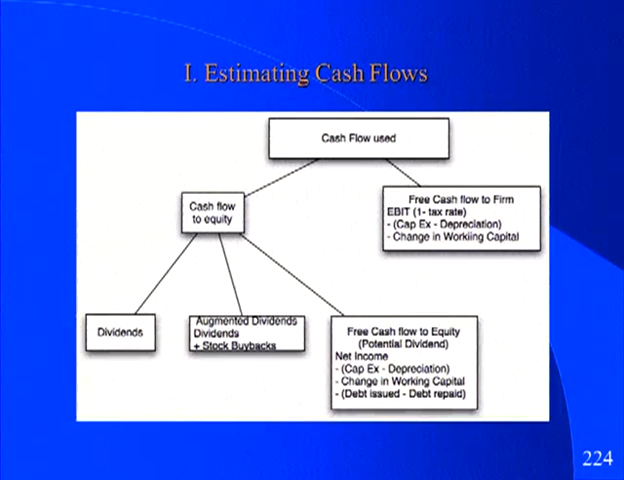 I. Estimating Cash Flows
Cash Flow used
Cash flow
to equity
Free Cash flow to Firm
EBIT (1- tax rate)
- (Cap Ex - Depreciation)
- Change in Workiing Capital
Dividends
Augmented Dividends
Dividends
+ Stock Buybacks
Free Cash flow to Equity
(Potential Dividend)
Net Income
- (Cap Ex - Depreciation)
- Change in Working Capital
- (Debt issued - Debt repaid)
224